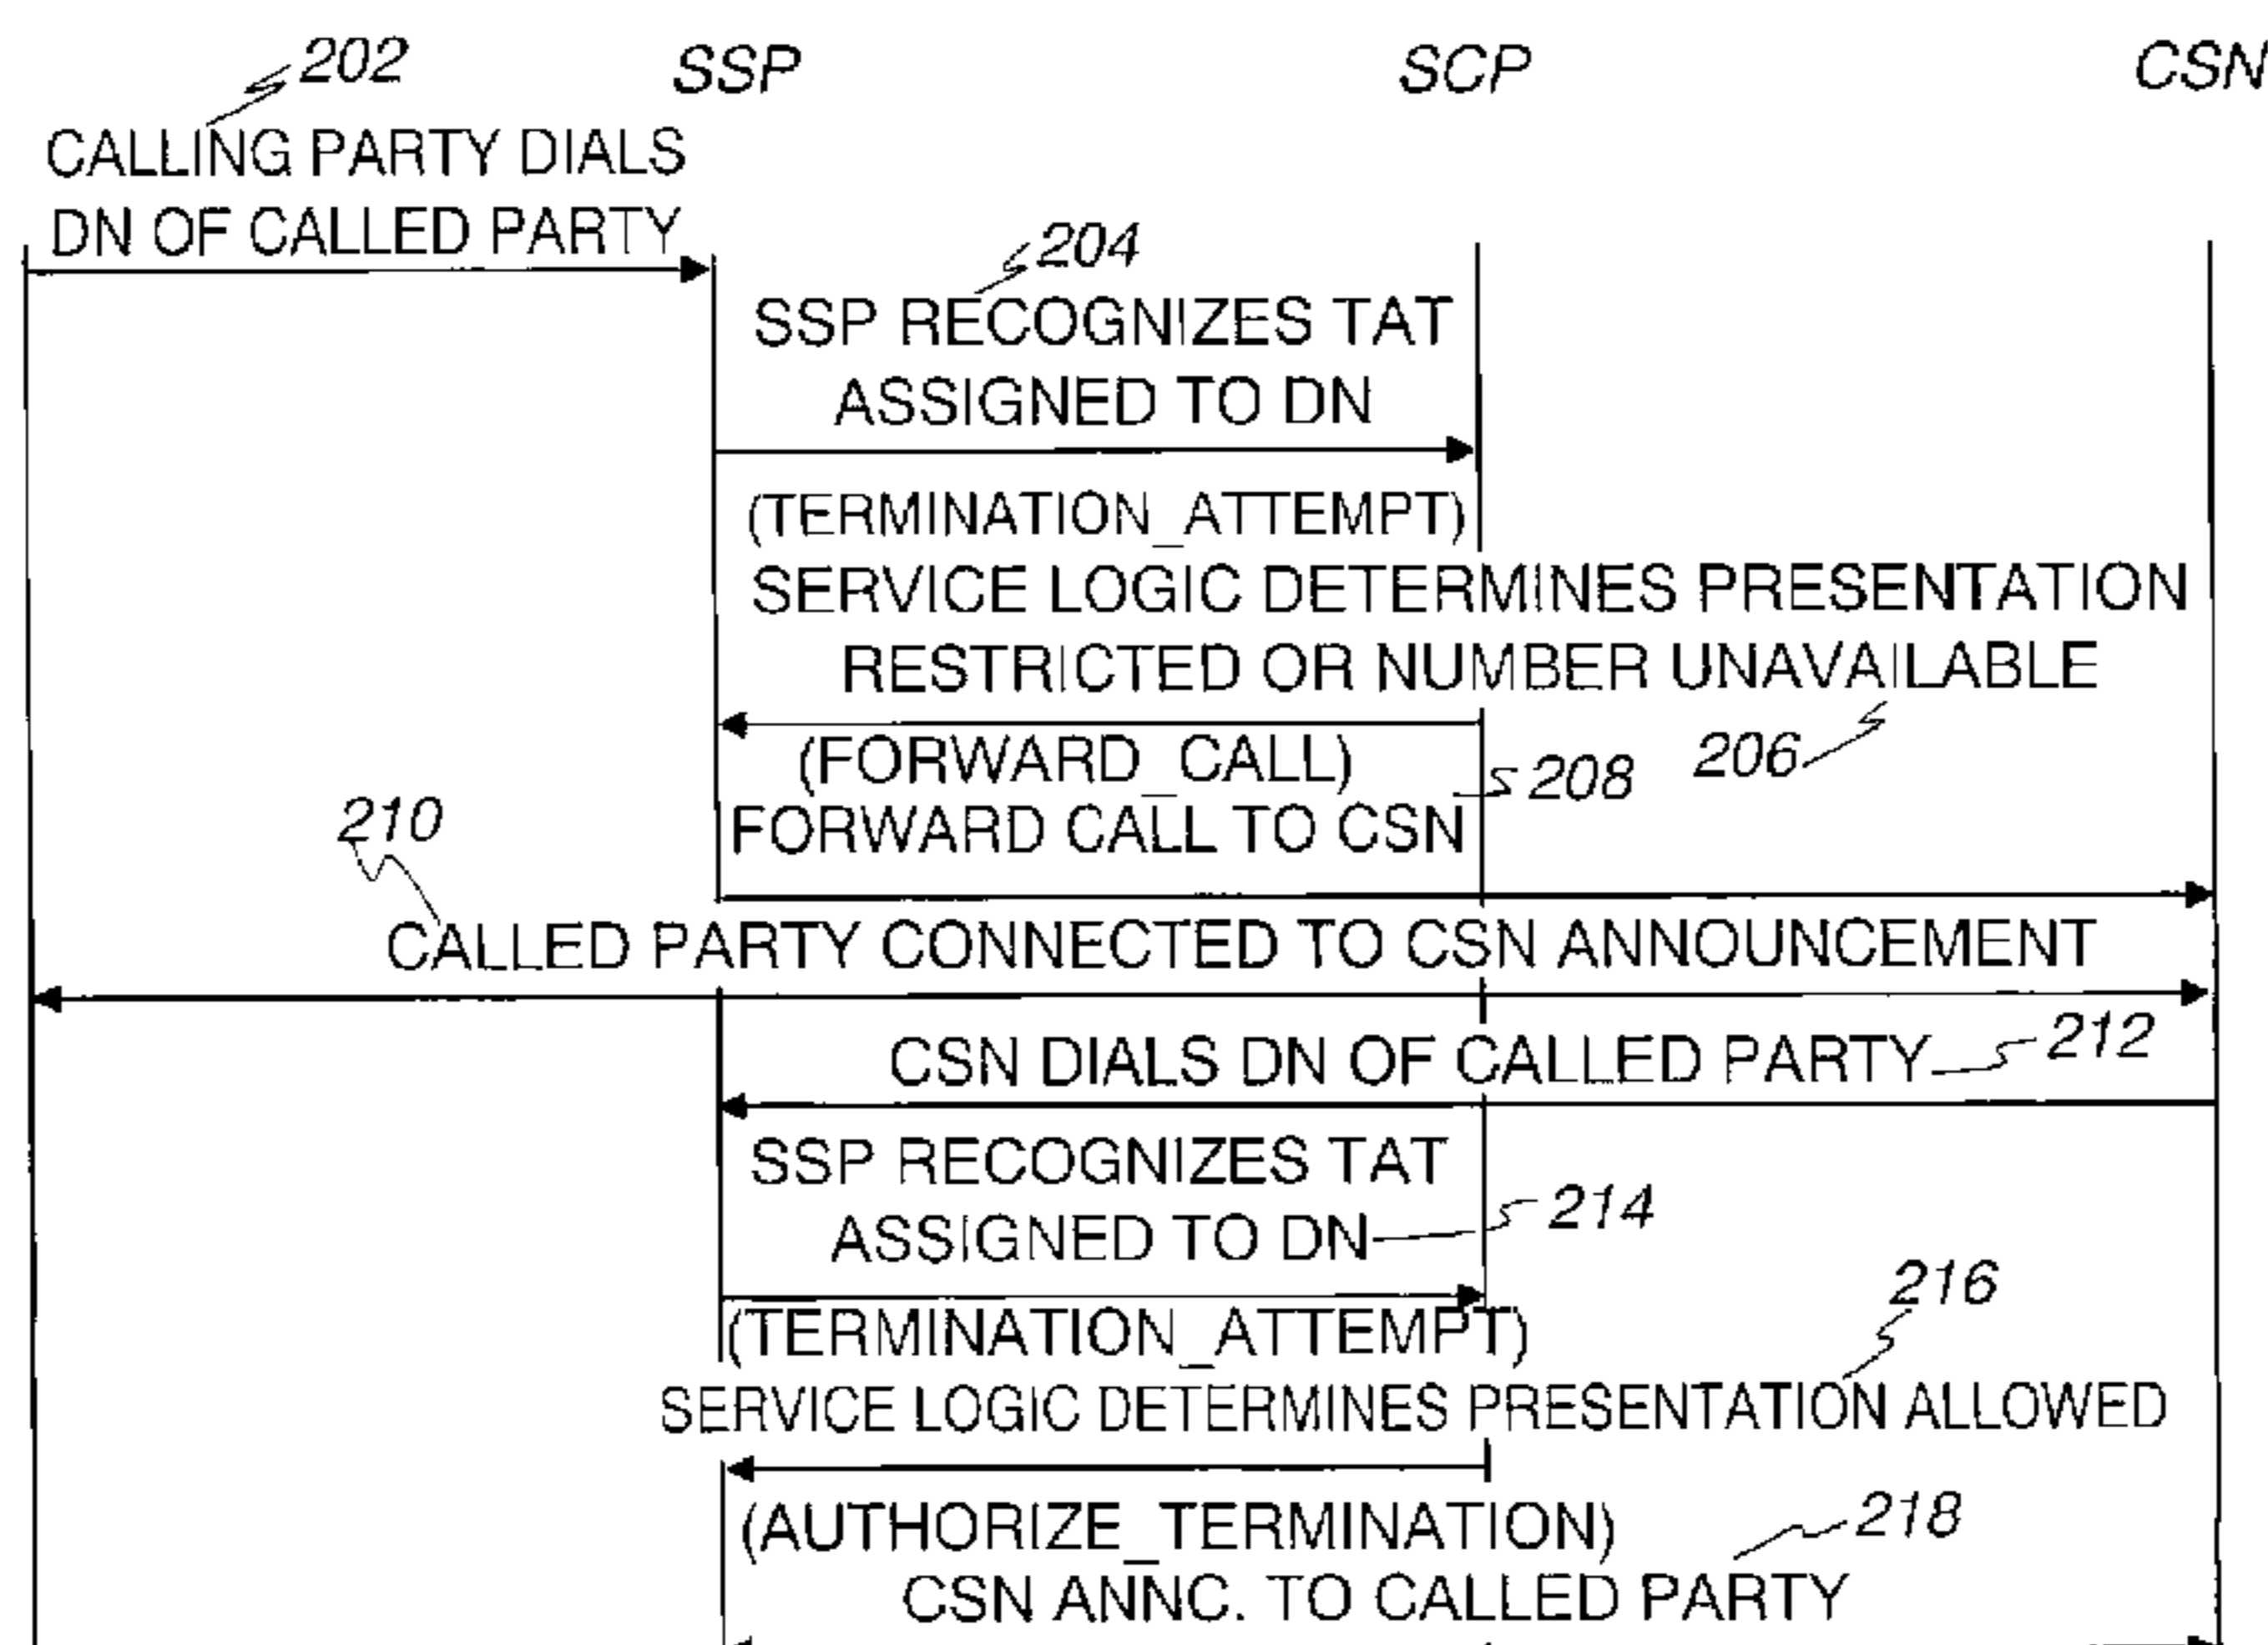 202
SSP
SCP
CSN
CALLING PARTY DIALS
DN OF CALLED PARTY
204
SSP RECOGNIZES TAT
ASSIGNED TO DN
(TERMINATION_ATTEMPT)
SERVICE LOGIC DETERMINES PRESENTATION
RESTRICTED OR NUMBER UNAVAILABLE
206
(FORWARD_CALL)
208
FORWARD CALL TO CSN
210
CALLED PARTY CONNECTED TO CSN ANNOUNCEMENT
CSN DIALS DN OF CALLED PARTY
212
SSP RECOGNIZES TAT
ASSIGNED TO DN
214
(TERMINATION_ATTEMPT)
216
SERVICE LOGIC DETERMINES PRESENTATION ALLOWED
(AUTHORIZE_TERMINATION)
218
CSN ANNC. TO CALLED PARTY